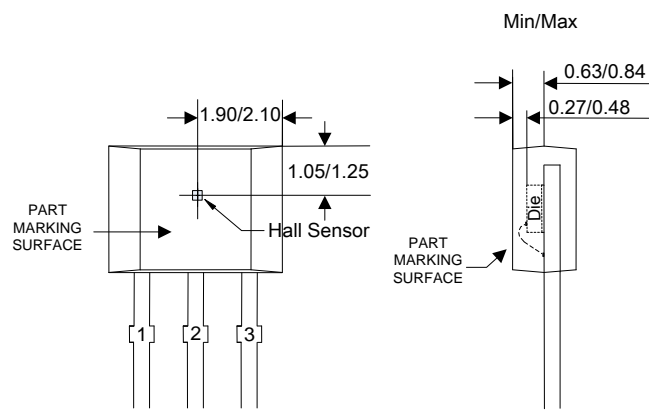 Min/Max
0.63/0.84
0.27/0.48
1.90/2.10
1.05/1.25
PART
MARKING
SURFACE
Hall Sensor
1
2
3
Die
PART
MARKING
SURFACE